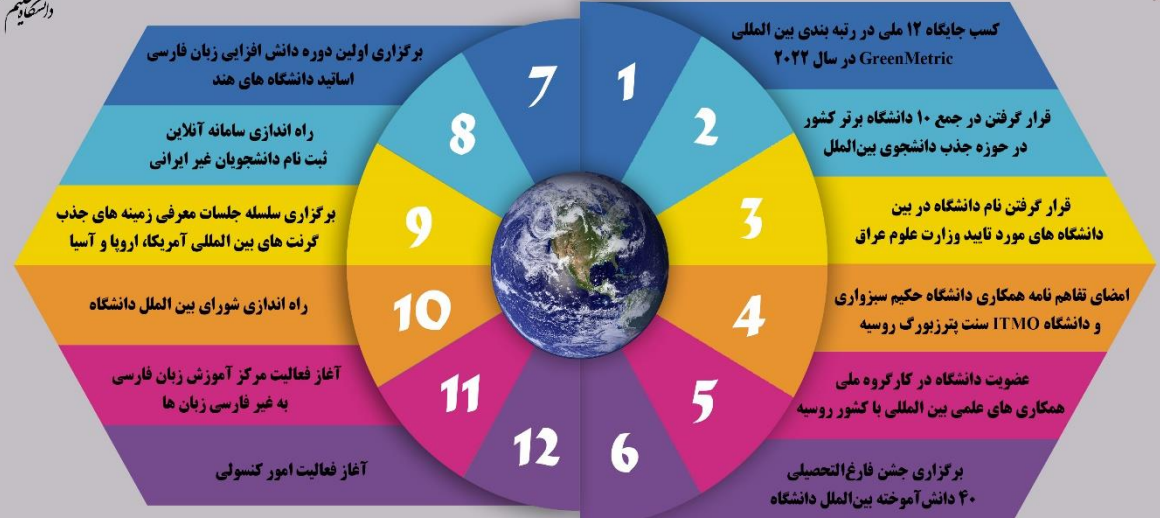 کسب جایگاه ۱۲ ملی در رتبه بندی بین المللی
GreenMetric در سال ۲۰۲۲
1
قرار گرفتن در جمع ۱۰ دانشگاه برتر کشور
در حوزه جذب دانشجوی بین‌الملل
2
قرار گرفتن نام دانشگاه در بین
دانشگاه های مورد تایید وزارت علوم عراق
3
امضای تفاهم نامه همکاری دانشگاه حکیم سبزواری
و دانشگاه ITMO سنت پترزبورگ روسیه
4
عضویت دانشگاه در کارگروه ملی
همکاری های علمی بین المللی با کشور روسیه
5
برگزاری جشن فارغ‌التحصیلی
۴۰ دانش‌آموخته بین‌الملل دانشگاه
6
برگزاری اولین دوره دانش افزایی زبان فارسی
اساتید دانشگاه های هند
7
راه اندازی سامانه آنلاین
ثبت نام دانشجویان غیر ایرانی
8
برگزاری سلسله جلسات معرفی زمینه های جذب
گرنت های بین المللی آمریکا، اروپا و آسیا
9
راه اندازی شورای بین الملل دانشگاه
10
آغاز فعالیت مرکز آموزش زبان فارسی
به غیر فارسی زبان ها
11
آغاز فعالیت امور کنسولی
12